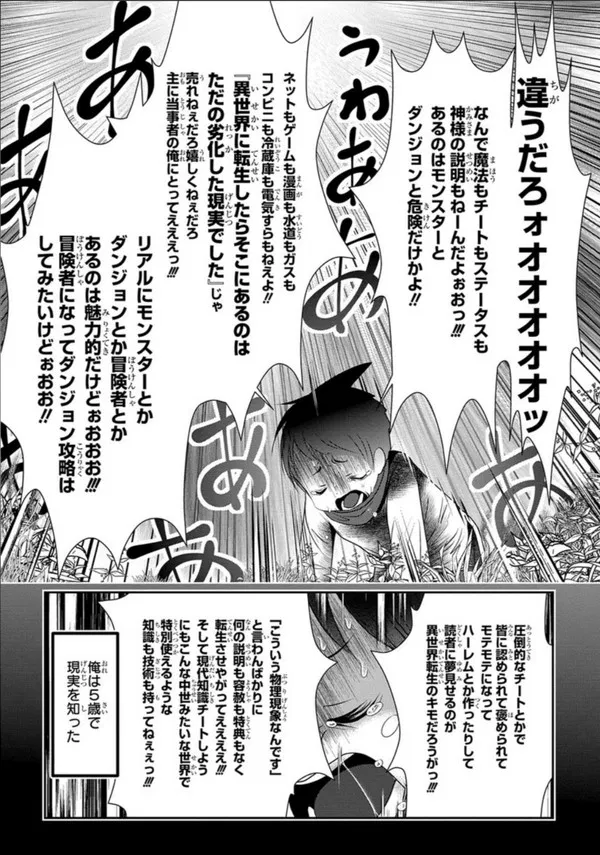 違うだろォオオオオオオッ
なんで魔法もチートもステータスも
神様の説明もねーんだよぉおっ!!!
あるのはモンスターと
ダンジョンと危険だけかよ!!
うわあぁ
ネットもゲームも漫画も水道もガスも
コンビニも冷蔵庫も電気すらもねえよ!!
『異世界に転生したらそこにあるのは
ただの劣化した現実でした』じゃ
売れねえだろ嬉しくねえだろ
主に当事者の俺にとってえええっ!!!
リアルにモンスターとか
ダンジョンとか冒険者とか
あるのは魅力的だけどぉおおお!!!
冒険者になってダンジョン攻略は
してみたいけどぉおお!!
圧倒的なチートとかで
皆に認められて褒められて
モテモテになって
ハーレムとか作ったりして
読者に夢見せるのが
異世界転生のキモだろうがっ!!
「こういう物理現象なんです」
と言わんばかりに
何の説明も容赦も特典もなく
転生させやがってえええええ!!!
そして現代知識チートしよう
にもこんな中世みたいな世界で
特別使えるような
知識も技術も持ってねぇぇっ!!!
俺は5歳で
現実を知った